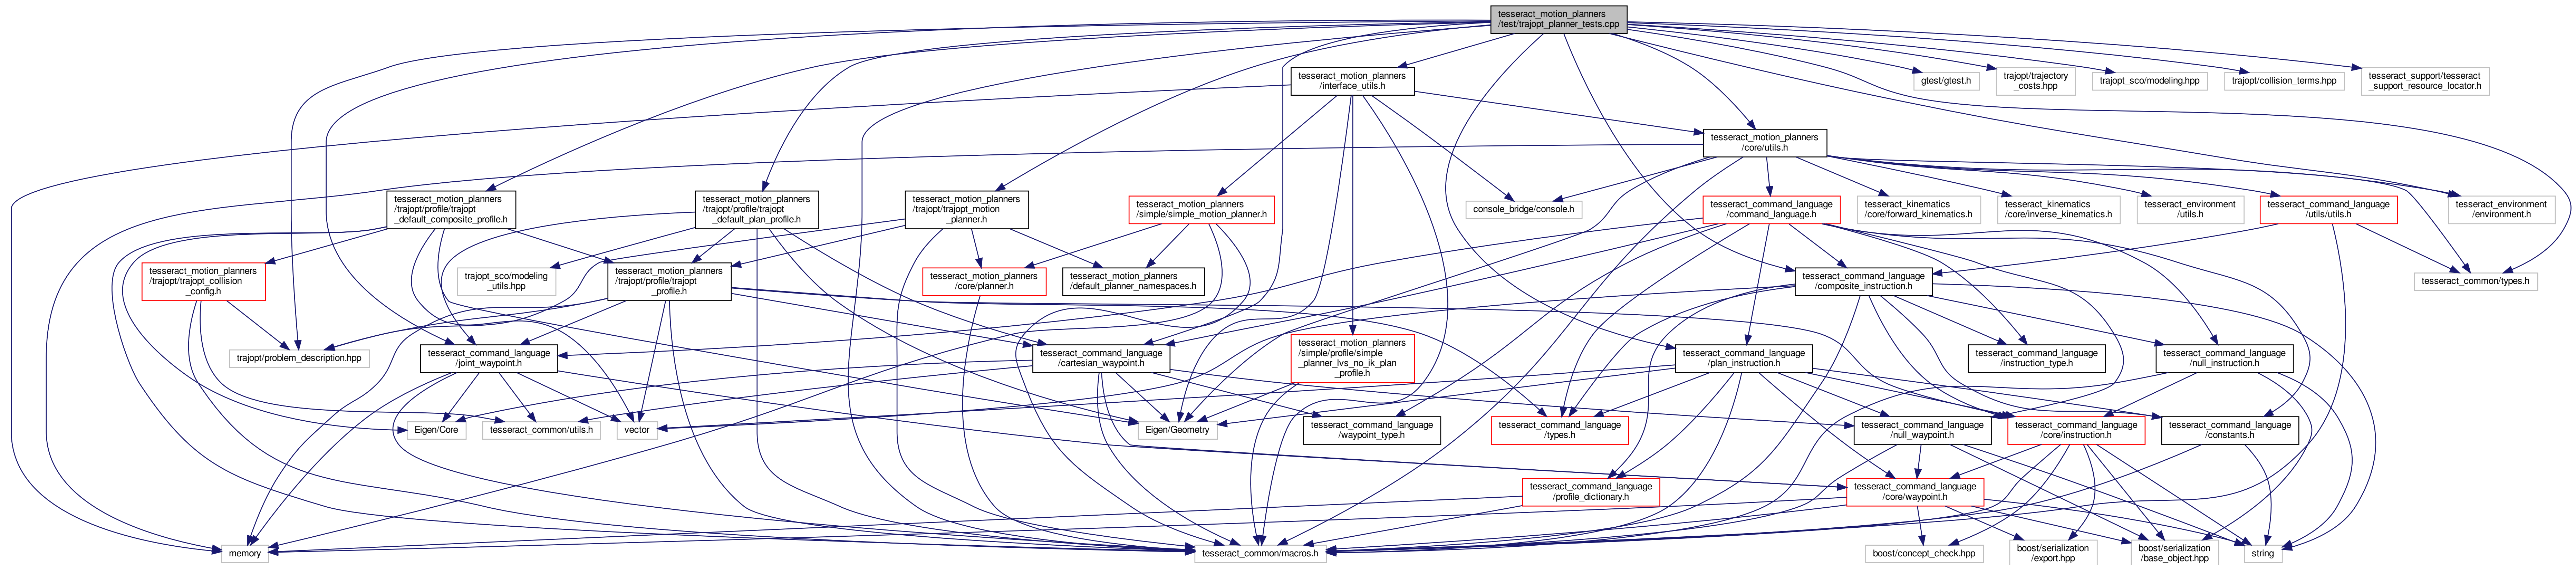 tesseract_motion_planners
/test/trajopt_planner_tests.cpp
tesseract_motion_planners
/interface_utils.h
gtest/gtest.h
trajopt/trajectory
_costs.hpp
trajopt_sco/modeling.hpp
trajopt/collision_terms.hpp
tesseract_support/tesseract
_support_resource_locator.h
tesseract_motion_planners
/core/utils.h
tesseract_motion_planners
/trajopt/profile/trajopt
_default_composite_profile.h
tesseract_motion_planners
/trajopt/profile/trajopt
_default_plan_profile.h
tesseract_motion_planners
/trajopt/trajopt_motion
_planner.h
tesseract_motion_planners
/simple/simple_motion_planner.h
console_bridge/console.h
tesseract_command_language
/command_language.h
tesseract_kinematics
/core/forward_kinematics.h
tesseract_kinematics
/core/inverse_kinematics.h
tesseract_environment
/utils.h
tesseract_command_language
/utils/utils.h
tesseract_environment
/environment.h
tesseract_motion_planners
/trajopt/trajopt_collision
_config.h
trajopt_sco/modeling
_utils.hpp
tesseract_motion_planners
/trajopt/profile/trajopt
_profile.h
tesseract_motion_planners
/core/planner.h
tesseract_motion_planners
/default_planner_namespaces.h
tesseract_command_language
/composite_instruction.h
tesseract_common/types.h
trajopt/problem_description.hpp
tesseract_command_language
/joint_waypoint.h
tesseract_command_language
/cartesian_waypoint.h
tesseract_motion_planners
/simple/profile/simple
_planner_lvs_no_ik_plan
_profile.h
tesseract_command_language
/plan_instruction.h
tesseract_command_language
/instruction_type.h
tesseract_command_language
/null_instruction.h
Eigen/Core
tesseract_common/utils.h
vector
Eigen/Geometry
tesseract_command_language
/waypoint_type.h
tesseract_command_language
/types.h
tesseract_command_language
/null_waypoint.h
tesseract_command_language
/core/instruction.h
tesseract_command_language
/constants.h
tesseract_command_language
/profile_dictionary.h
tesseract_command_language
/core/waypoint.h
memory
tesseract_common/macros.h
boost/concept_check.hpp
boost/serialization
/export.hpp
boost/serialization
/base_object.hpp
string